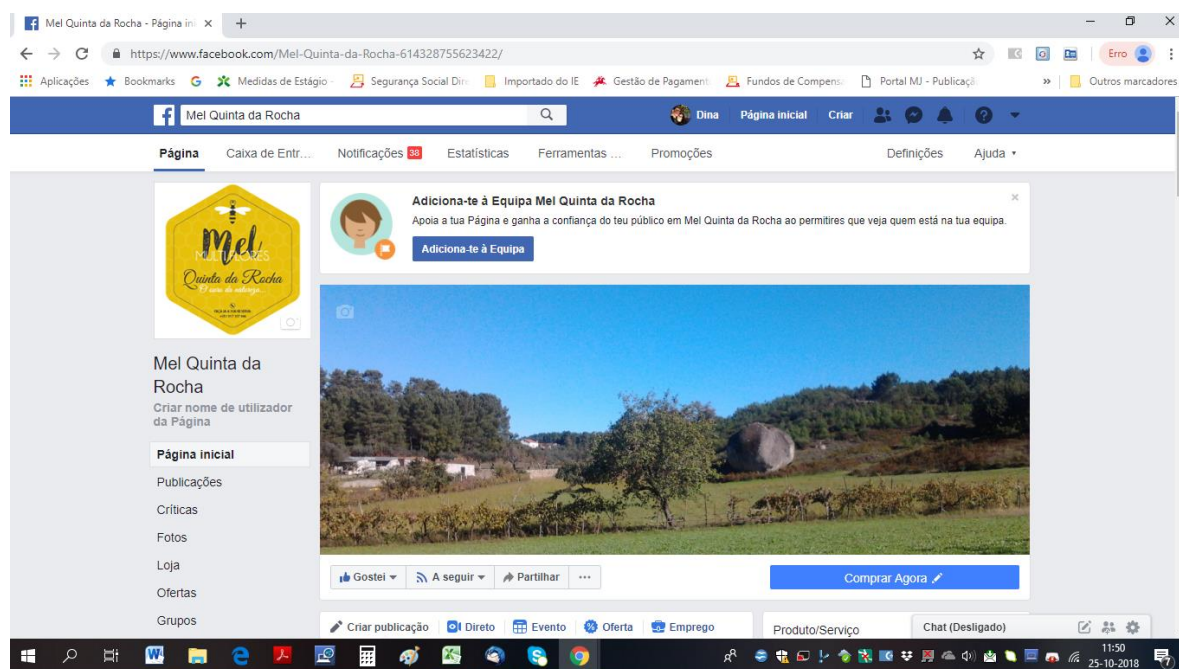 Mel Quinta da Rocha - Página in
https://www.facebook.com/Mel-Quinta-da-Rocha-614328755623422/
Erro
Aplicações
Bookmarks
Medidas de Estágio -
Segurança Social Dire
Importado do IE
Gestão de Pagament
Fundos de Compensa
Portal MJ - Publicaçã
»
Outros marcadores
Mel Quinta da Rocha
Dina
Página inicial
Criar
Página
Caixa de Entr...
Notificações 38
Estatísticas
Ferramentas ...
Promoções
Definições
Ajuda
Mel
MULTIFLORES
Quinta da Rocha
Adiciona-te à Equipa Mel Quinta da Rocha
Apoia a tua Página e ganha a confiança do teu público em Mel Quinta da Rocha ao permitires que veja quem está na tua equipa.
Adiciona-te à Equipa
Mel Quinta da
Rocha
Criar nome de utilizador
da Página
Página inicial
Publicações
Críticas
Fotos
Loja
Ofertas
Grupos
Gostei
A seguir
Partilhar
...
Comprar Agora
Criar publicação
Direto
Evento
Oferta
Emprego
Produto/Serviço
Chat (Desligado)
11:50
25-10-2018